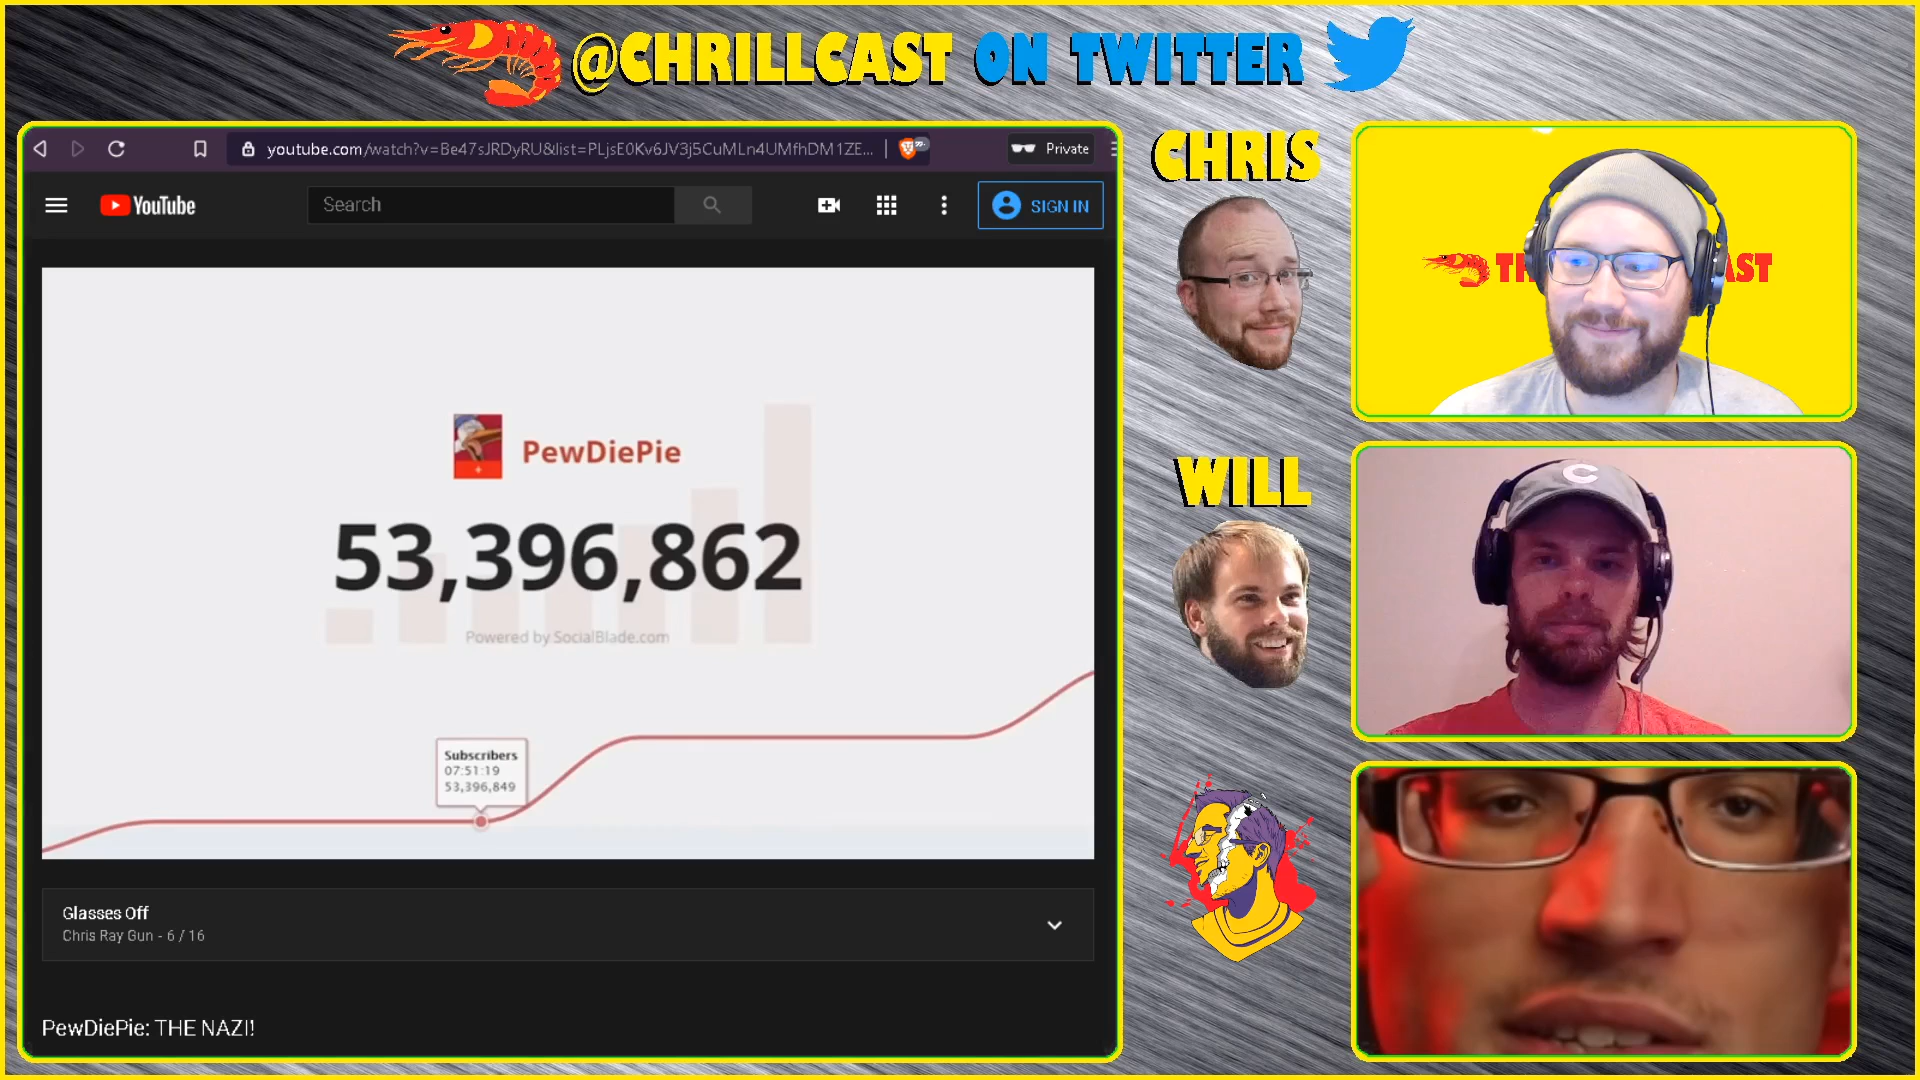 @CHRILLCAST ON TWITTER
youtube.com/watch?v=Be47sJRDyRU&list=PLjsE0Kv6JV3j5CuMLn4UMfhDM1ZE...
Private
YouTube
Search
SIGN IN
PewDiePie
53,396,862
Powered by SocialBlade.com
Subscribers
07:51:19
53,396,849
Glasses Off
Chris Ray Gun - 6 / 16
PewDiePie: THE NAZI!
CHRIS
WILL
C